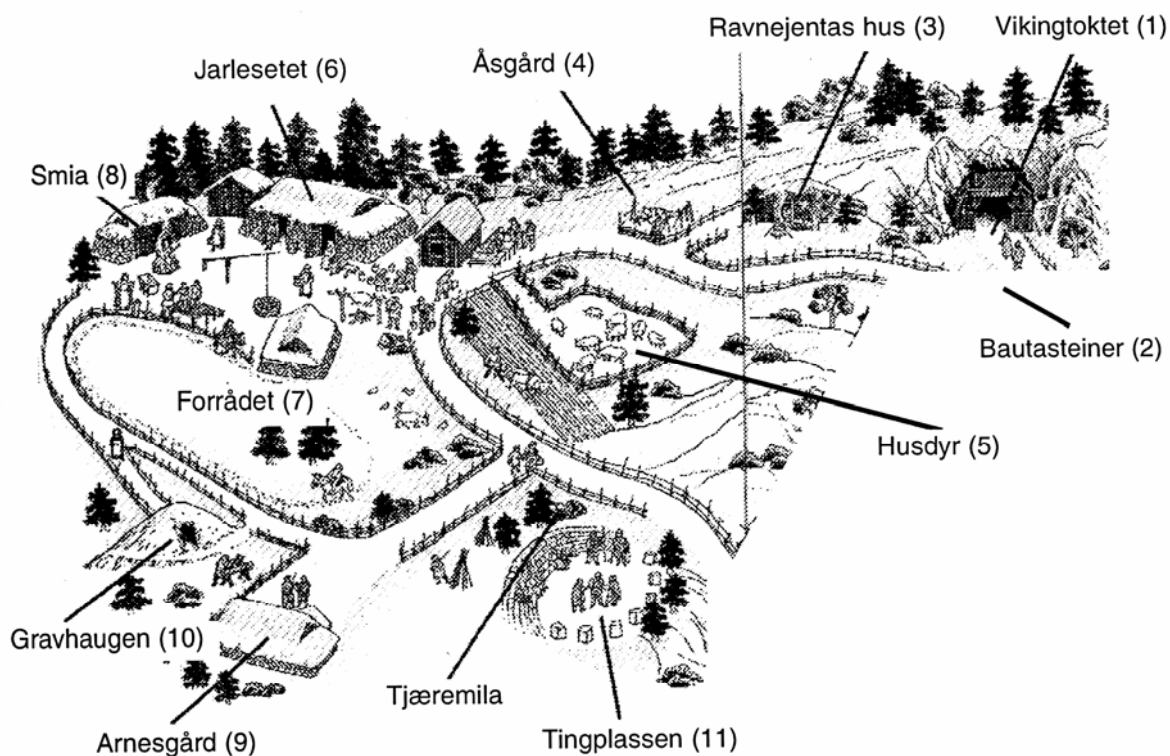 Ravnejentas hus (3)
Vikingtoktet (1)
Åsgård (4)
Jarlesetet (6)
Smia (8)
Bautasteiner (2)
Forrådet (7)
Husdyr (5)
Gravhaugen (10)
Tjæremila
Arnesgård (9)
Tingplassen (11)